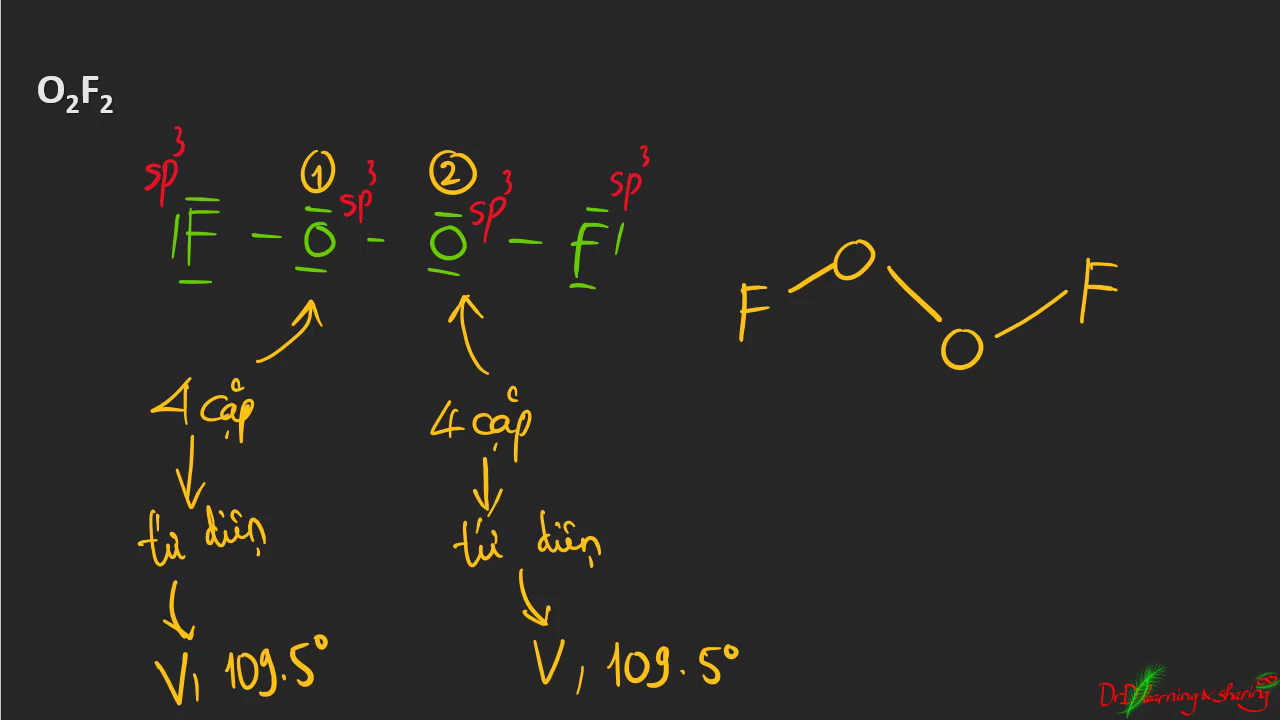 O₂F₂
sp³ ① sp³ ② sp³ sp³
F - O - O - F
F O O F
4 cặp 4 cặp
tứ diện tứ diện
V, 109.5° V, 109.5°
Dr.D Learning & sharing